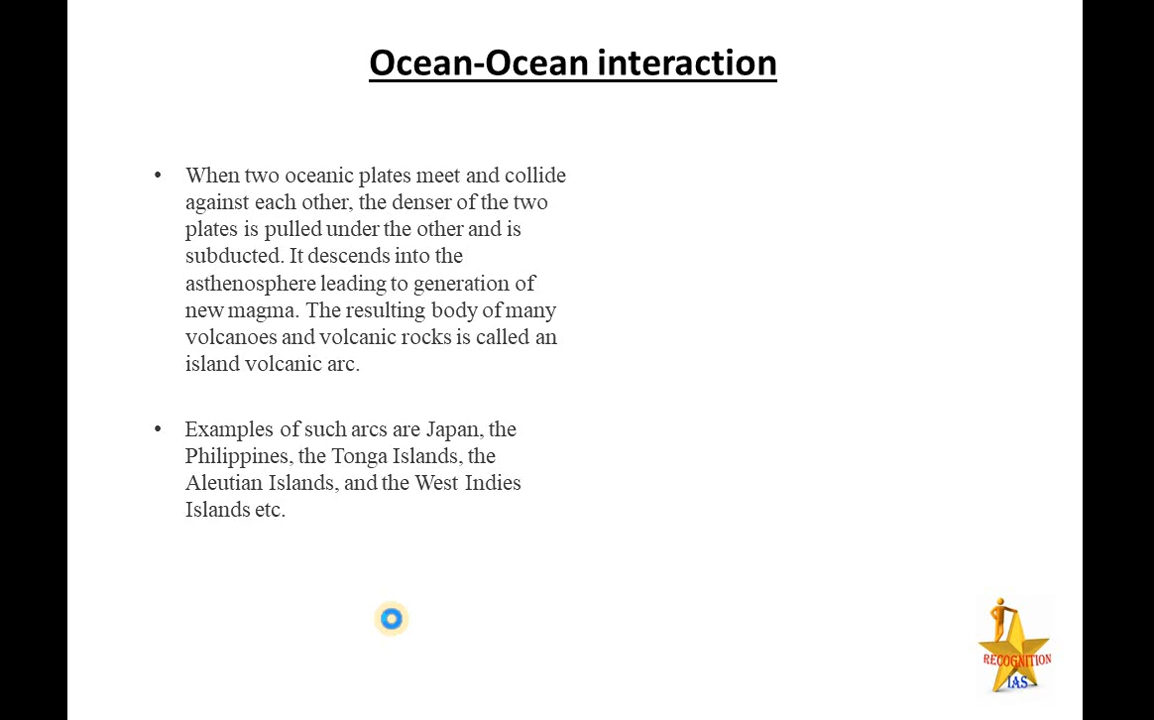 Ocean-Ocean interaction
• When two oceanic plates meet and collide
against each other, the denser of the two
plates is pulled under the other and is
subducted. It descends into the
asthenosphere leading to generation of
new magma. The resulting body of many
volcanoes and volcanic rocks is called an
island volcanic arc.
• Examples of such arcs are Japan, the
Philippines, the Tonga Islands, the
Aleutian Islands, and the West Indies
Islands etc.
RECOGNITION
IAS